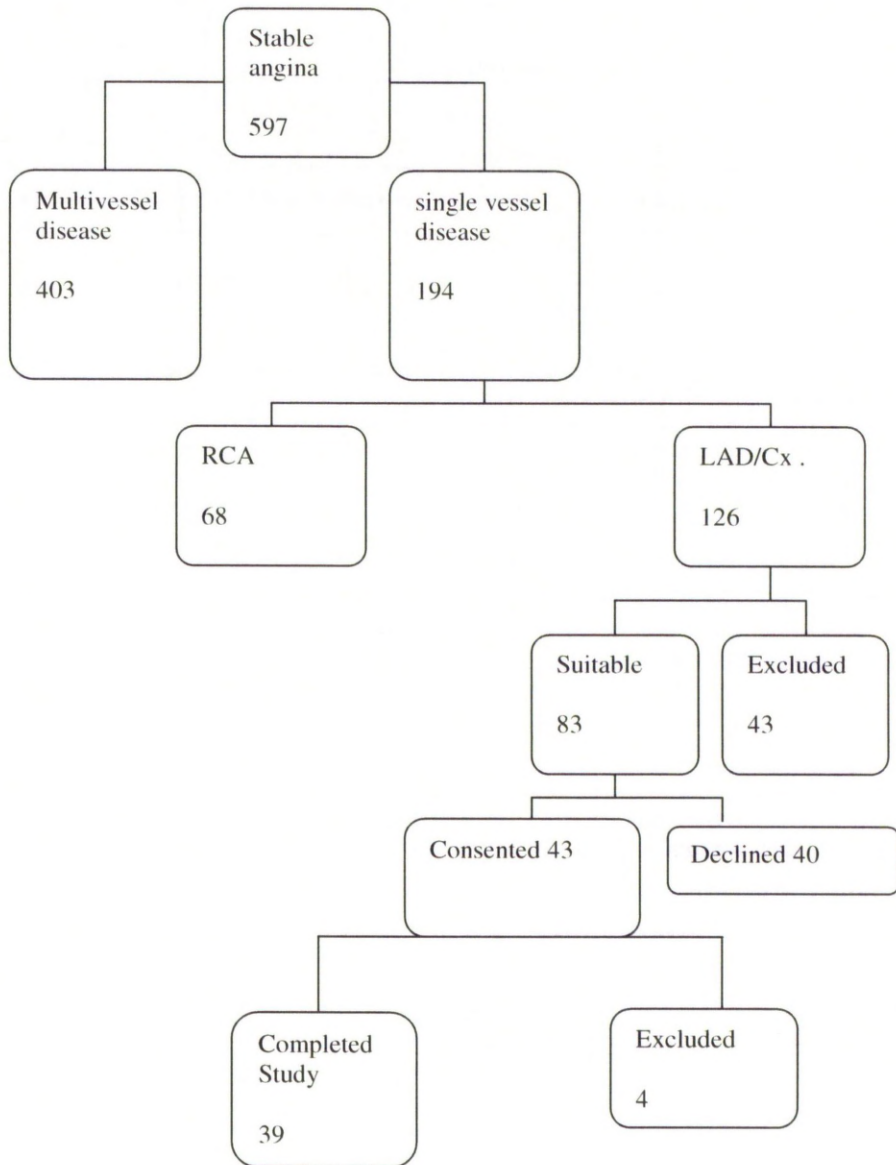 Stable
angina
597
Multivessel
disease
403
single vessel
disease
194
RCA
68
LAD/Cx .
126
Suitable
83
Excluded
43
Consented 43
Declined 40
Completed
Study
39
Excluded
4